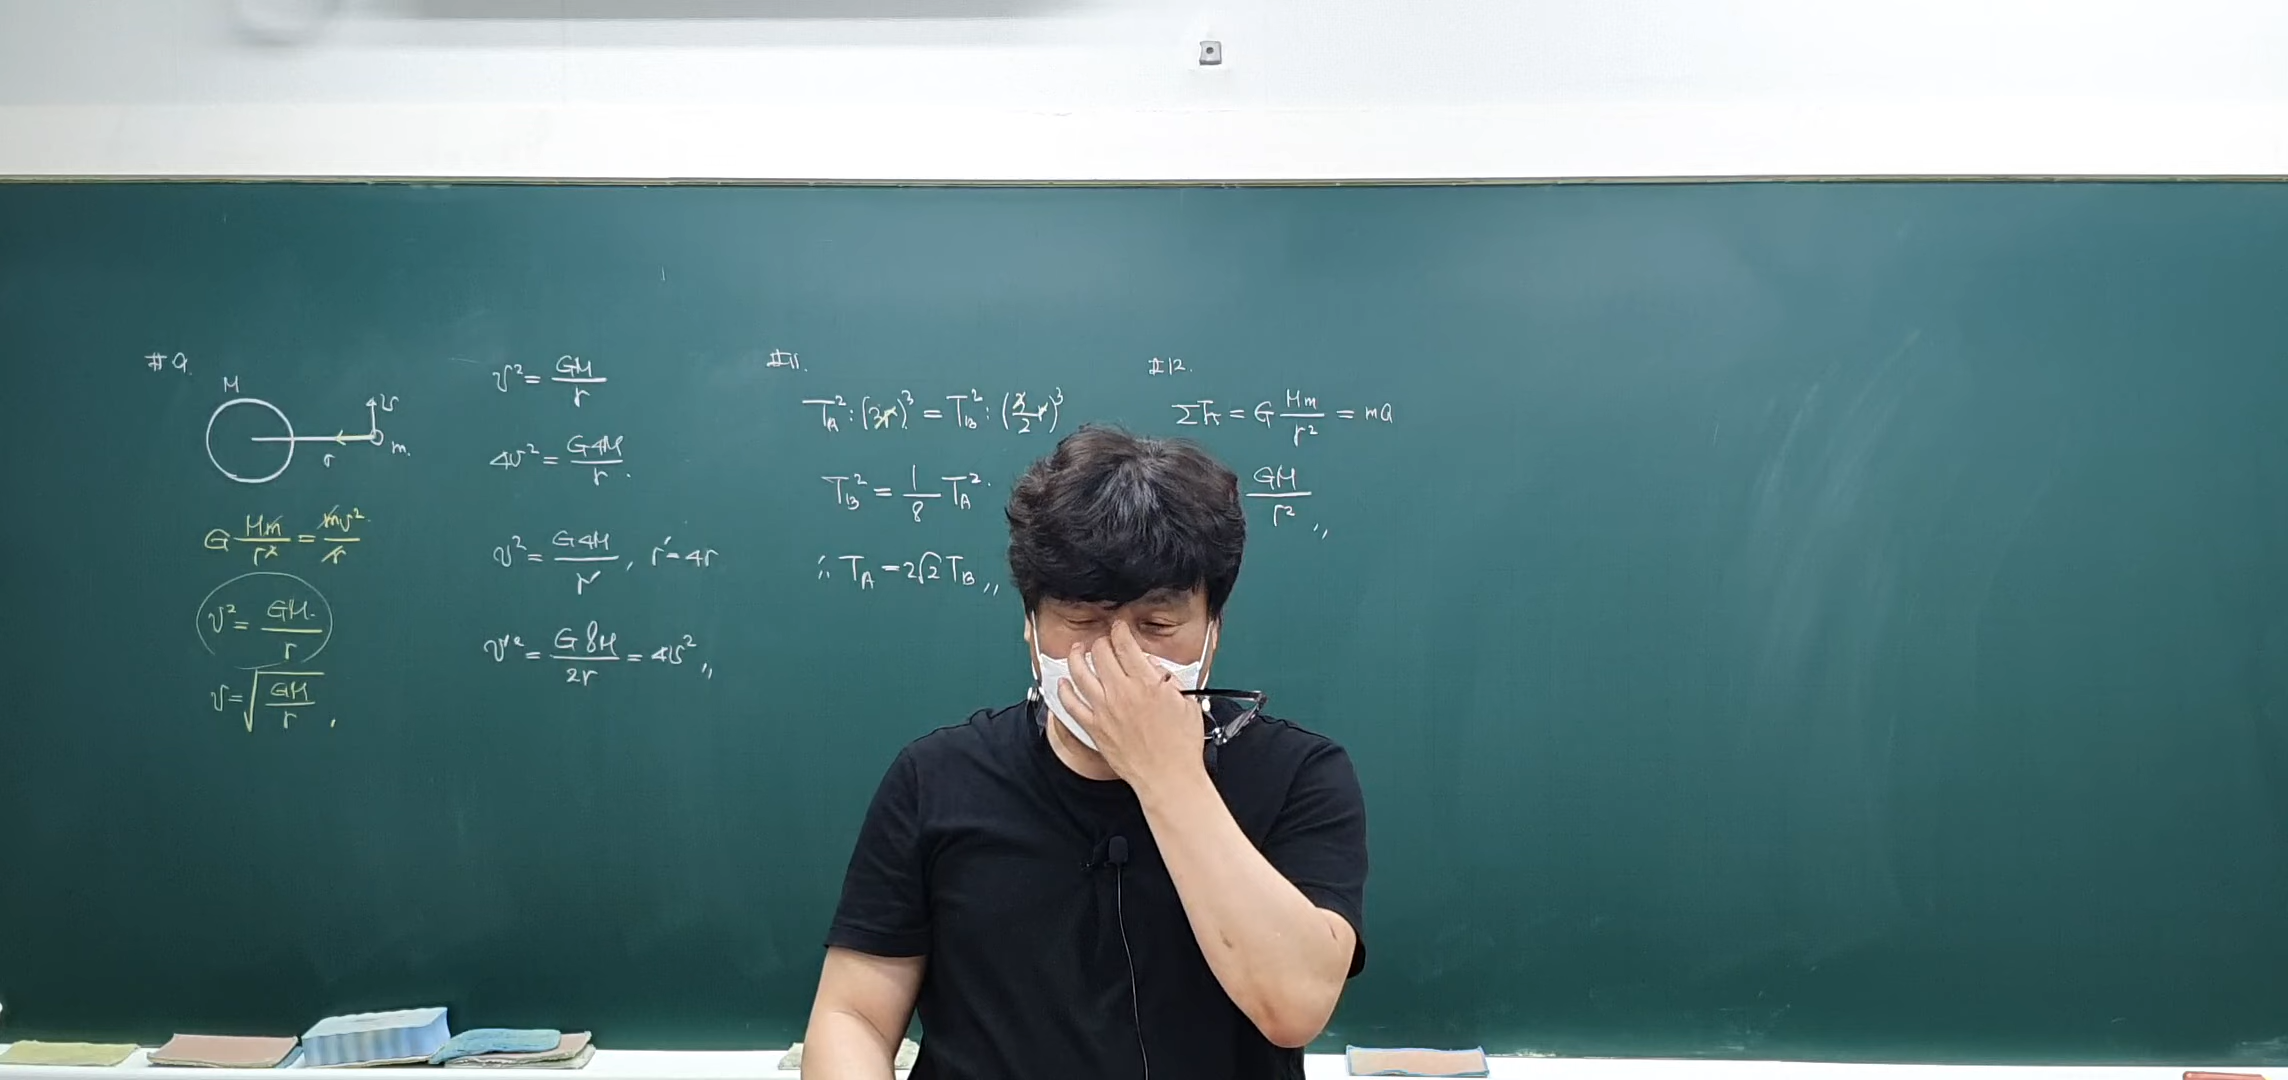 #9.
M
v
m.
r
G Mm/r² = mv²/r
v² = GM/r
v = √(GM/r)
v² = GM/r
4v² = G4M/r
v² = G4M/r', r' = 4r
v'² = G8M/2r = 4v²
#11.
T_A² : (3r)³ = T_B² : (3/2 r)³
T_B² = 1/8 T_A²
∴ T_A = 2√2 T_B
#12.
ΣF = G Mm/r² = ma
GM/r²